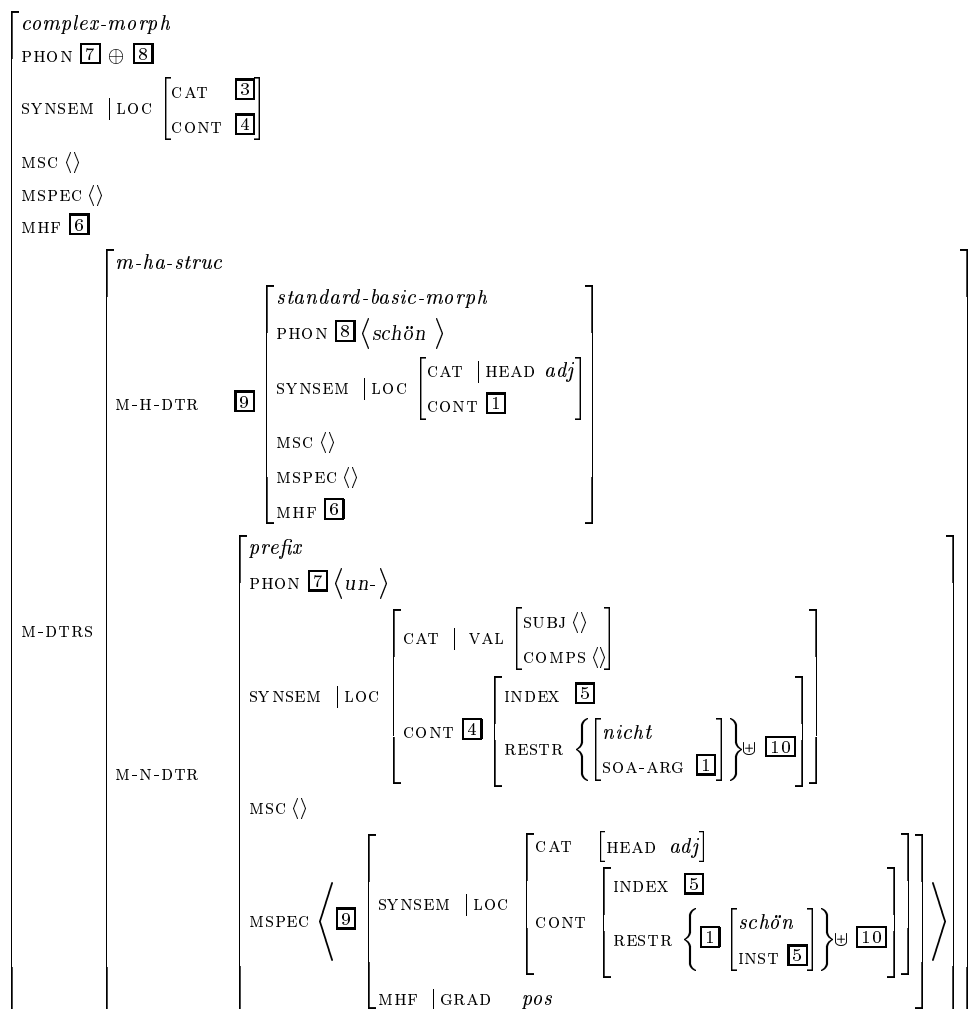 complex-morph
PHON 7 ⊕ 8
CAT 3
SYNSEM | LOC
CONT 4
MSC ⟨⟩
MSPEC ⟨⟩
MHF 6
m-ha-struc
standard-basic-morph
PHON 8 ⟨schön ⟩
CAT | HEAD adj
SYNSEM | LOC
CONT 1
M-H-DTR 9
MSC ⟨⟩
MSPEC ⟨⟩
MHF 6
prefix
PHON 7 ⟨un-⟩
SUBJ ⟨⟩
CAT | VAL
COMPS ⟨⟩
M-DTRS
SYNSEM | LOC
INDEX 5
CONT 4
nicht
RESTR { [ ] } ⊎ 10
SOA-ARG 1
M-N-DTR
MSC ⟨⟩
CAT [HEAD adj]
INDEX 5
SYNSEM | LOC
MSPEC ⟨ 9 ⟩
CONT
schön
RESTR { 1 [ ] } ⊎ 10
INST 5
MHF | GRAD pos